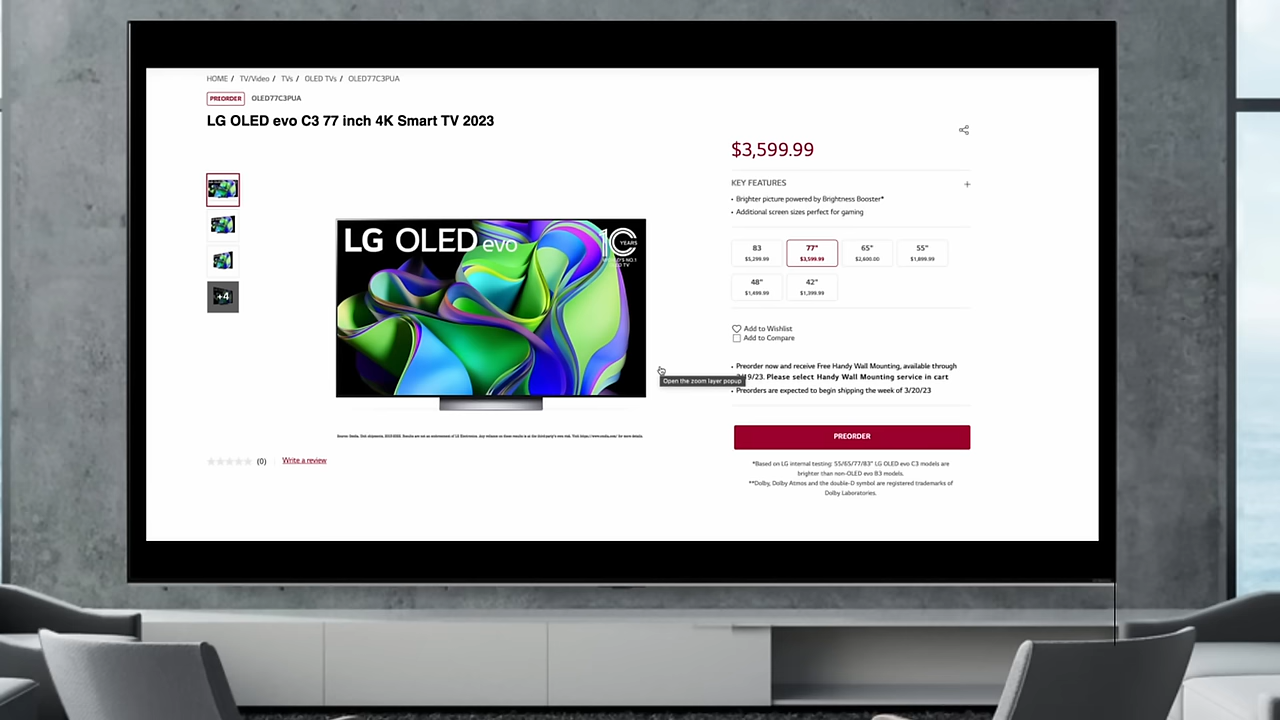 HOME / TV/Video / TVs / OLED TVs / OLED77C3PUA
PREORDER OLED77C3PUA
LG OLED evo C3 77 inch 4K Smart TV 2023
$3,599.99
KEY FEATURES +
• Brighter picture powered by Brightness Booster*
• Additional screen sizes perfect for gaming
83 77" 65" 55"
$5,299.99 $3,599.99 $2,600.00 $1,899.99
48" 42"
$1,499.99 $1,399.99
LG OLED evo
10 YEARS
+4
Add to Wishlist
Add to Compare
• Preorder now and receive Free Handy Wall Mounting, available through
19/23. Please select Handy Wall Mounting service in cart
Open the zoom layer popup
• Preorders are expected to begin shipping the week of 3/20/23
PREORDER
(0) Write a review
*Based on LG internal testing: 55/65/77/83" LG OLED evo C3 models are
brighter than non-OLED evo B3 models.
**Dolby, Dolby Atmos and the double-D symbol are registered trademarks of
Dolby Laboratories.